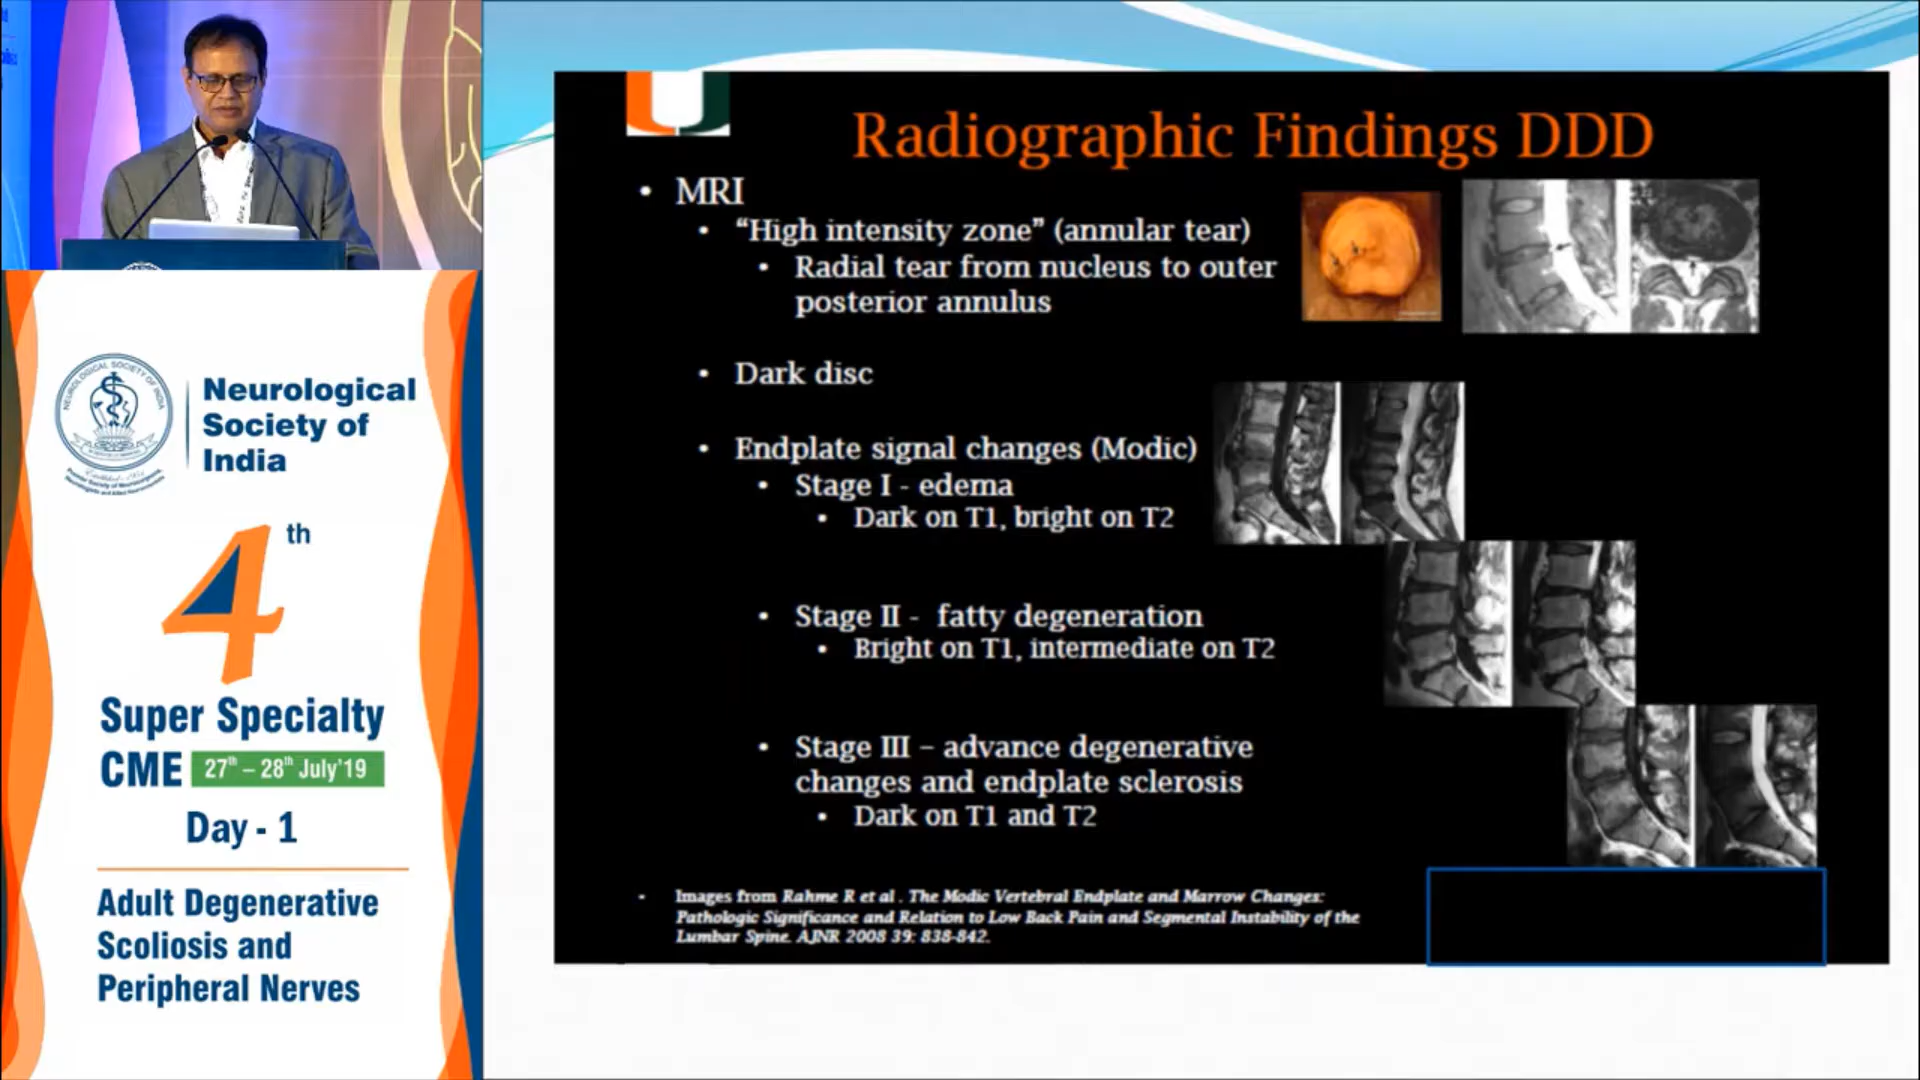 Neurological
Society of
India
NEUROLOGICAL SOCIETY OF INDIA
4th
Super Specialty
CME 27th – 28th July'19
Day - 1
Adult Degenerative
Scoliosis and
Peripheral Nerves
Radiographic Findings DDD
• MRI
• “High intensity zone” (annular tear)
• Radial tear from nucleus to outer
posterior annulus
• Dark disc
• Endplate signal changes (Modic)
• Stage I - edema
• Dark on T1, bright on T2
• Stage II - fatty degeneration
• Bright on T1, intermediate on T2
• Stage III – advance degenerative
changes and endplate sclerosis
• Dark on T1 and T2
• Images from Rahme R et al . The Modic Vertebral Endplate and Marrow Changes:
Pathologic Significance and Relation to Low Back Pain and Segmental Instability of the
Lumbar Spine. AJNR 2008 39: 838-842.